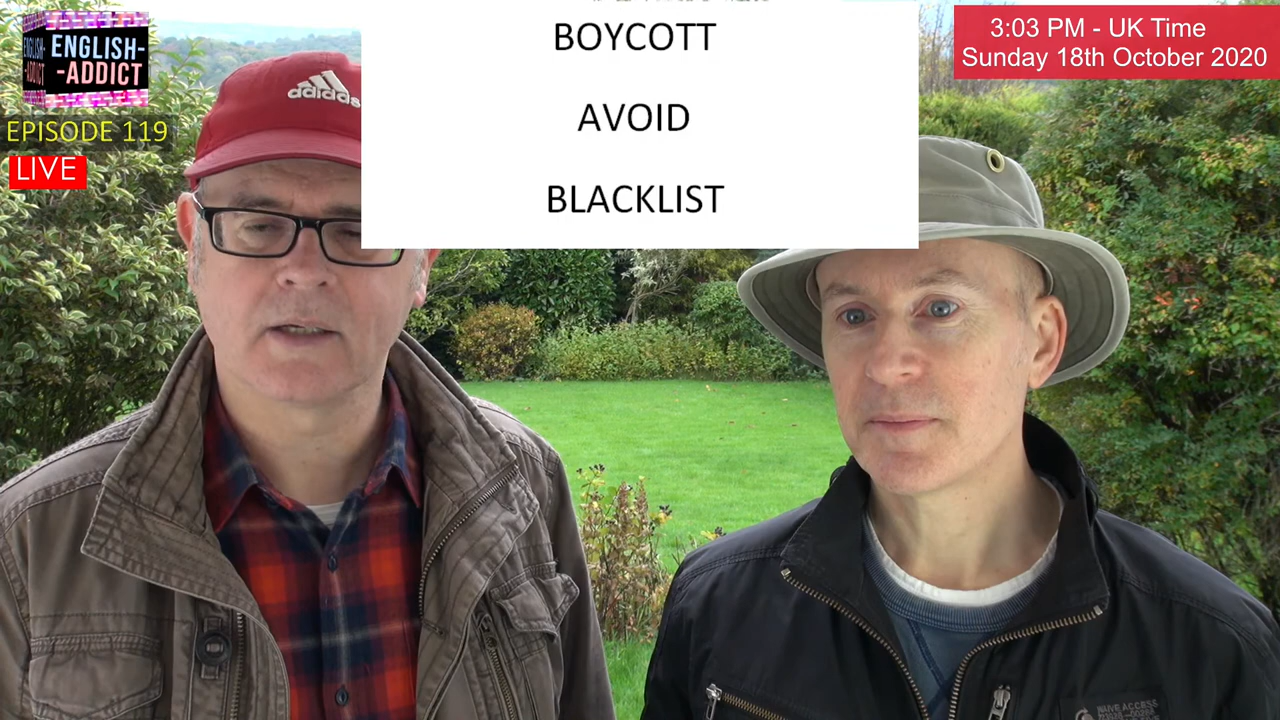 ENGLISH-
-ADDICT
EPISODE 119
LIVE
BOYCOTT
AVOID
BLACKLIST
3:03 PM - UK Time
Sunday 18th October 2020
adidas